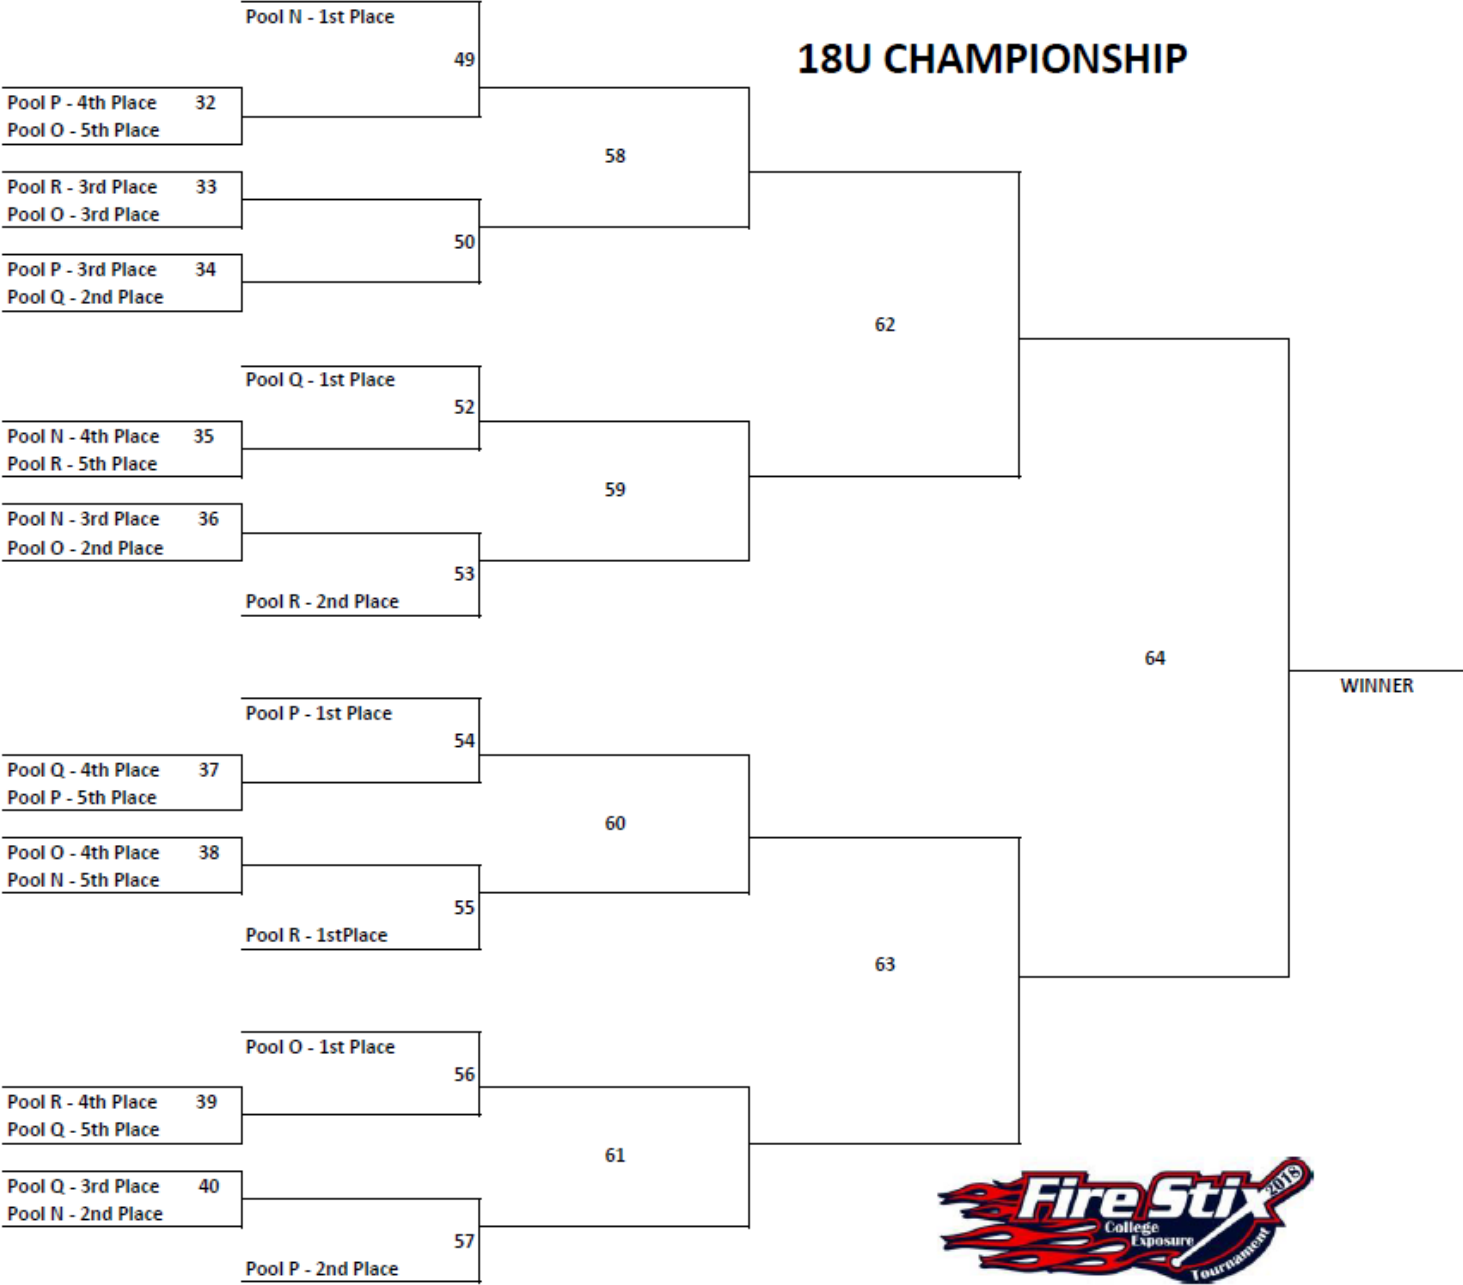 Pool N - 1st Place
18U CHAMPIONSHIP
49
Pool P - 4th Place 32
Pool O - 5th Place
58
Pool R - 3rd Place 33
Pool O - 3rd Place
50
Pool P - 3rd Place 34
Pool Q - 2nd Place
62
Pool Q - 1st Place
52
Pool N - 4th Place 35
Pool R - 5th Place
59
Pool N - 3rd Place 36
Pool O - 2nd Place
53
Pool R - 2nd Place
64
WINNER
Pool P - 1st Place
54
Pool Q - 4th Place 37
Pool P - 5th Place
60
Pool O - 4th Place 38
Pool N - 5th Place
55
Pool R - 1stPlace
63
Pool O - 1st Place
56
Pool R - 4th Place 39
Pool Q - 5th Place
61
Pool Q - 3rd Place 40
Pool N - 2nd Place
57
Pool P - 2nd Place
Fire Stix 2018
College
Exposure
Tournament